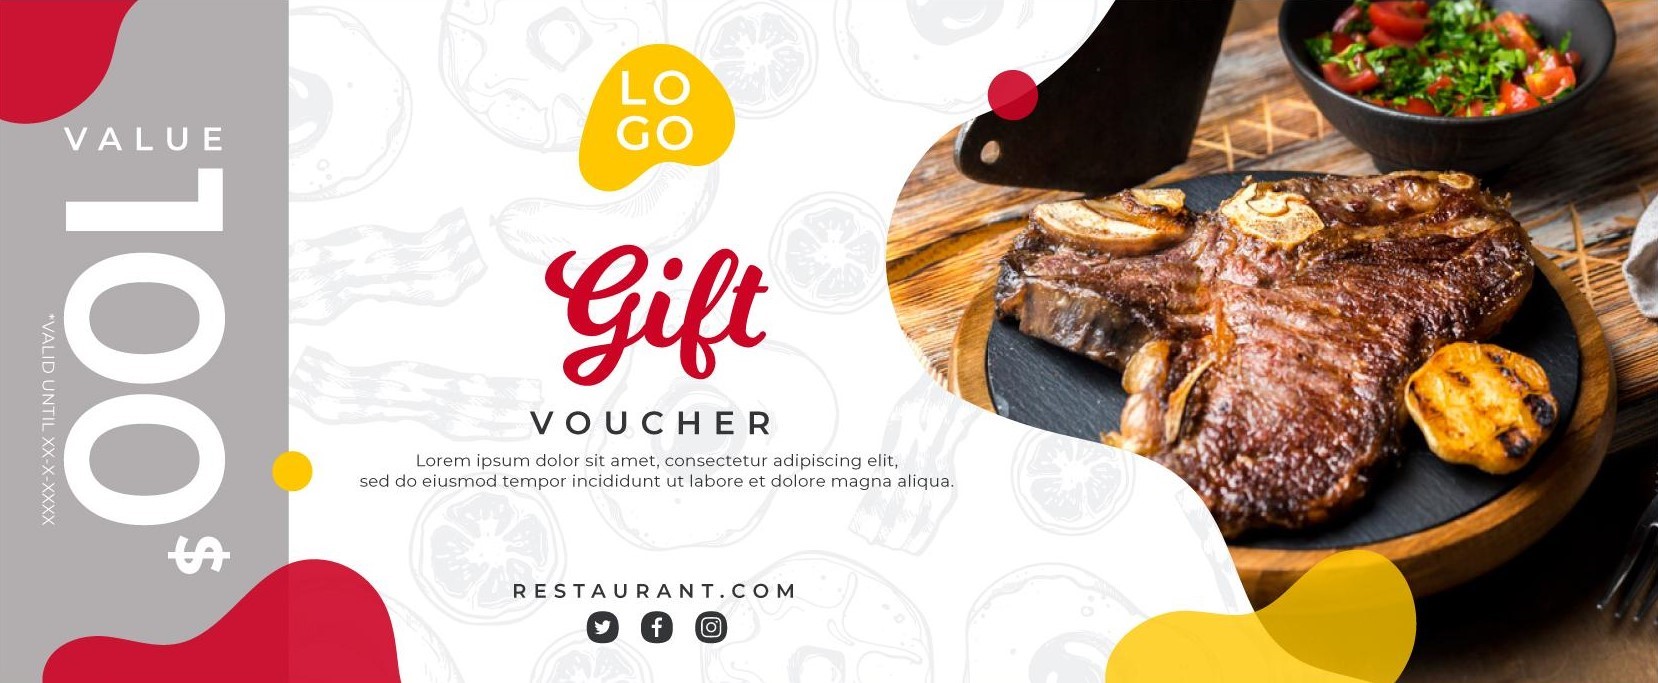 VALUE
$100
*VALID UNTIL XX-X-XXXX
LO
GO
Gift
VOUCHER
Lorem ipsum dolor sit amet, consectetur adipiscing elit,
sed do eiusmod tempor incididunt ut labore et dolore magna aliqua.
RESTAURANT.COM